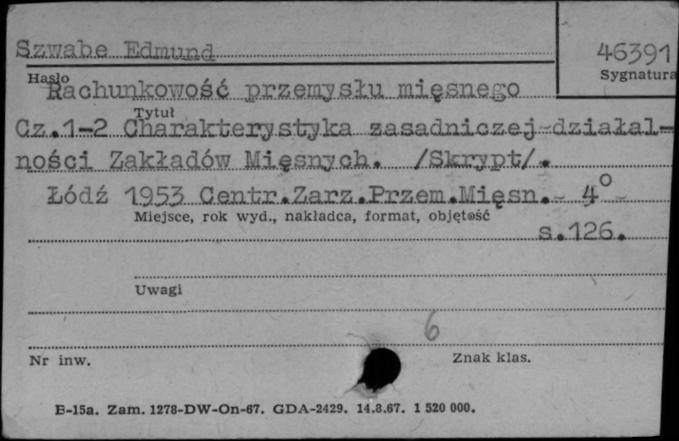 Szwabe Edmund
46391
Hasło
Sygnatura
Rachunkowość przemysłu mięsnego
Tytuł
Cz.1-2 Charakterystyka zasadniczej działal-
ności Zakładów Mięsnych. /Skrypt/.
Łódź 1953 Centr.Zarz.Przem.Mięsn.- 4°-
Miejsce, rok wyd., nakładca, format, objętość
s.126.
Uwagi
6
Nr inw.
Znak klas.
E-15a. Zam. 1278-DW-On-67. GDA-2429. 14.8.67. 1 520 000.